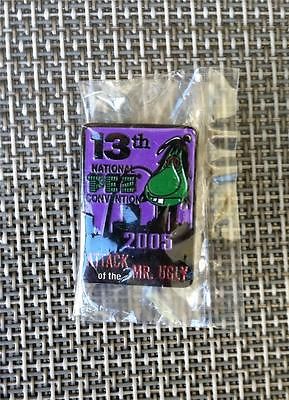 13th
NATIONAL
PEZ
CONVENTION
2005
ATTACK
of the MR. UGLY